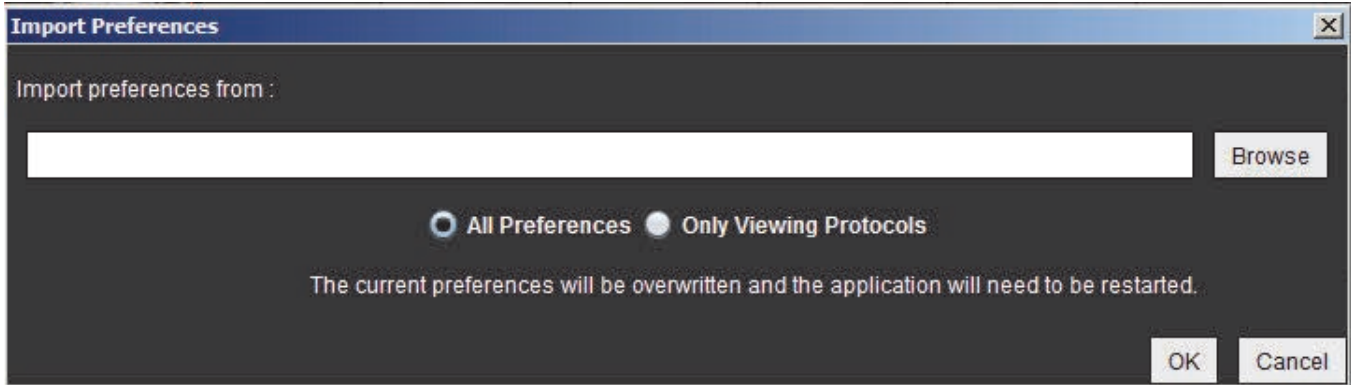 Import Preferences
Import preferences from :
Browse
All Preferences Only Viewing Protocols
The current preferences will be overwritten and the application will need to be restarted.
OK Cancel